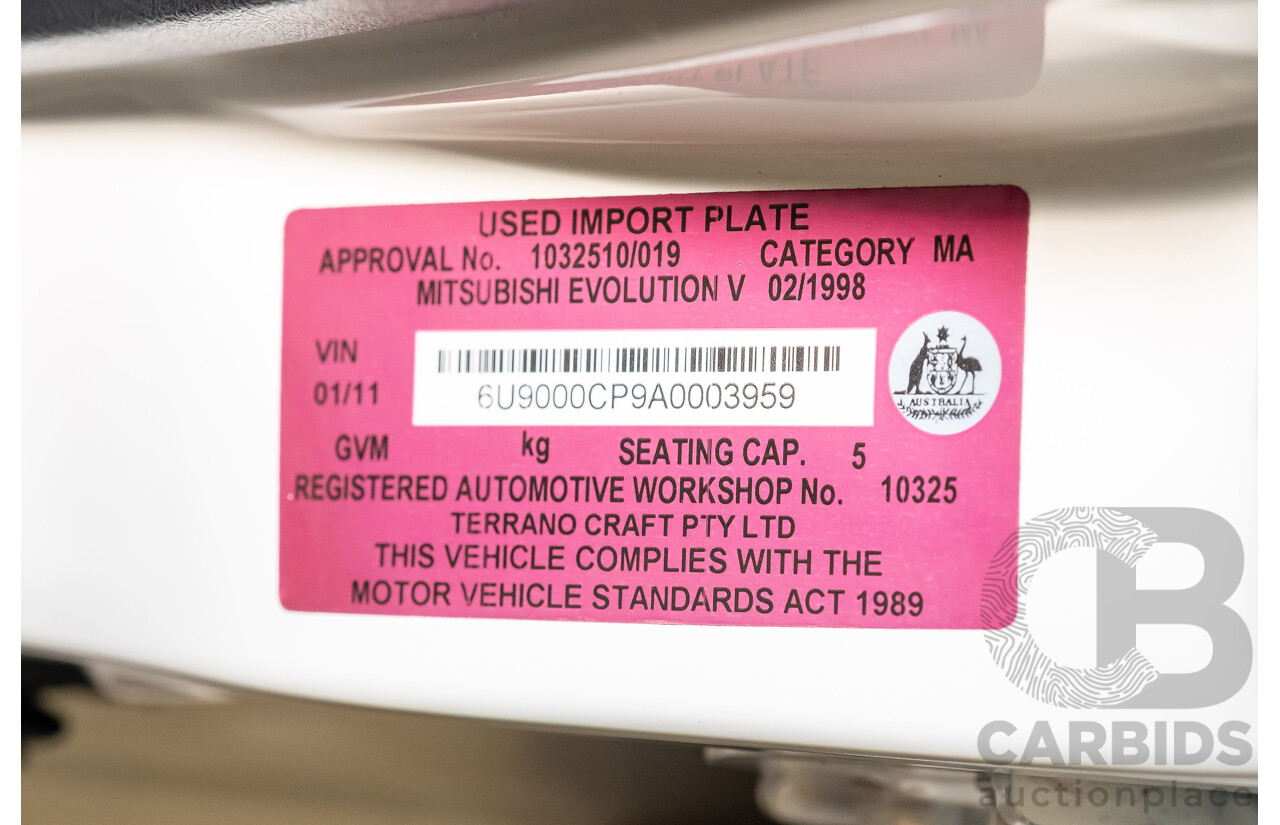 USED IMPORT PLATE
APPROVAL No. 1032510/019 CATEGORY MA
MITSUBISHI EVOLUTION V 02/1998
VIN
01/11
6U9000CP9A0003959
AUSTRALIA
GVM kg SEATING CAP. 5
REGISTERED AUTOMOTIVE WORKSHOP No. 10325
TERRANO CRAFT PTY LTD
THIS VEHICLE COMPLIES WITH THE
MOTOR VEHICLE STANDARDS ACT 1989
CB
CARBIDS
auctionplace